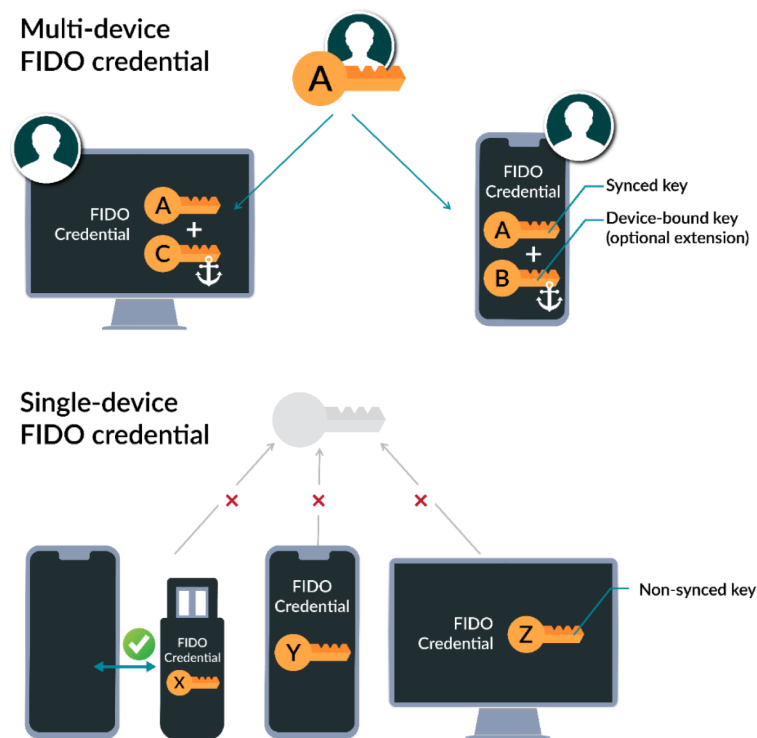 Multi-device
FIDO credential
A
FIDO
Credential
A
+
C
FIDO
Credential
A
+
B
Synced key
Device-bound key
(optional extension)
Single-device
FIDO credential
FIDO
Credential
X
FIDO
Credential
Y
FIDO
Credential
Z
Non-synced key